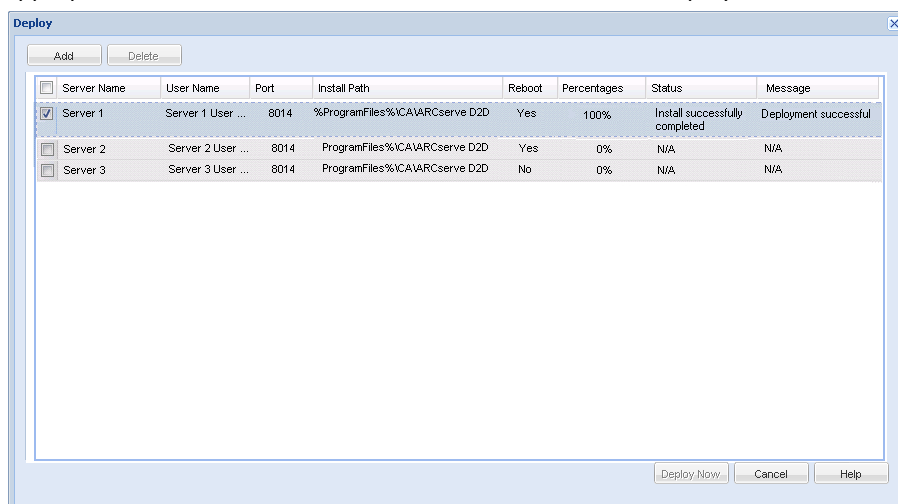 Deploy
Add Delete
Server Name User Name Port Install Path Reboot Percentages Status Message
Server 1 Server 1 User ... 8014 %ProgramFiles%\CA\ARCserve D2D Yes 100% Install successfully completed Deployment successful
Server 2 Server 2 User ... 8014 ProgramFiles%\CA\ARCserve D2D Yes 0% N/A N/A
Server 3 Server 3 User ... 8014 ProgramFiles%\CA\ARCserve D2D No 0% N/A N/A
Deploy Now Cancel Help